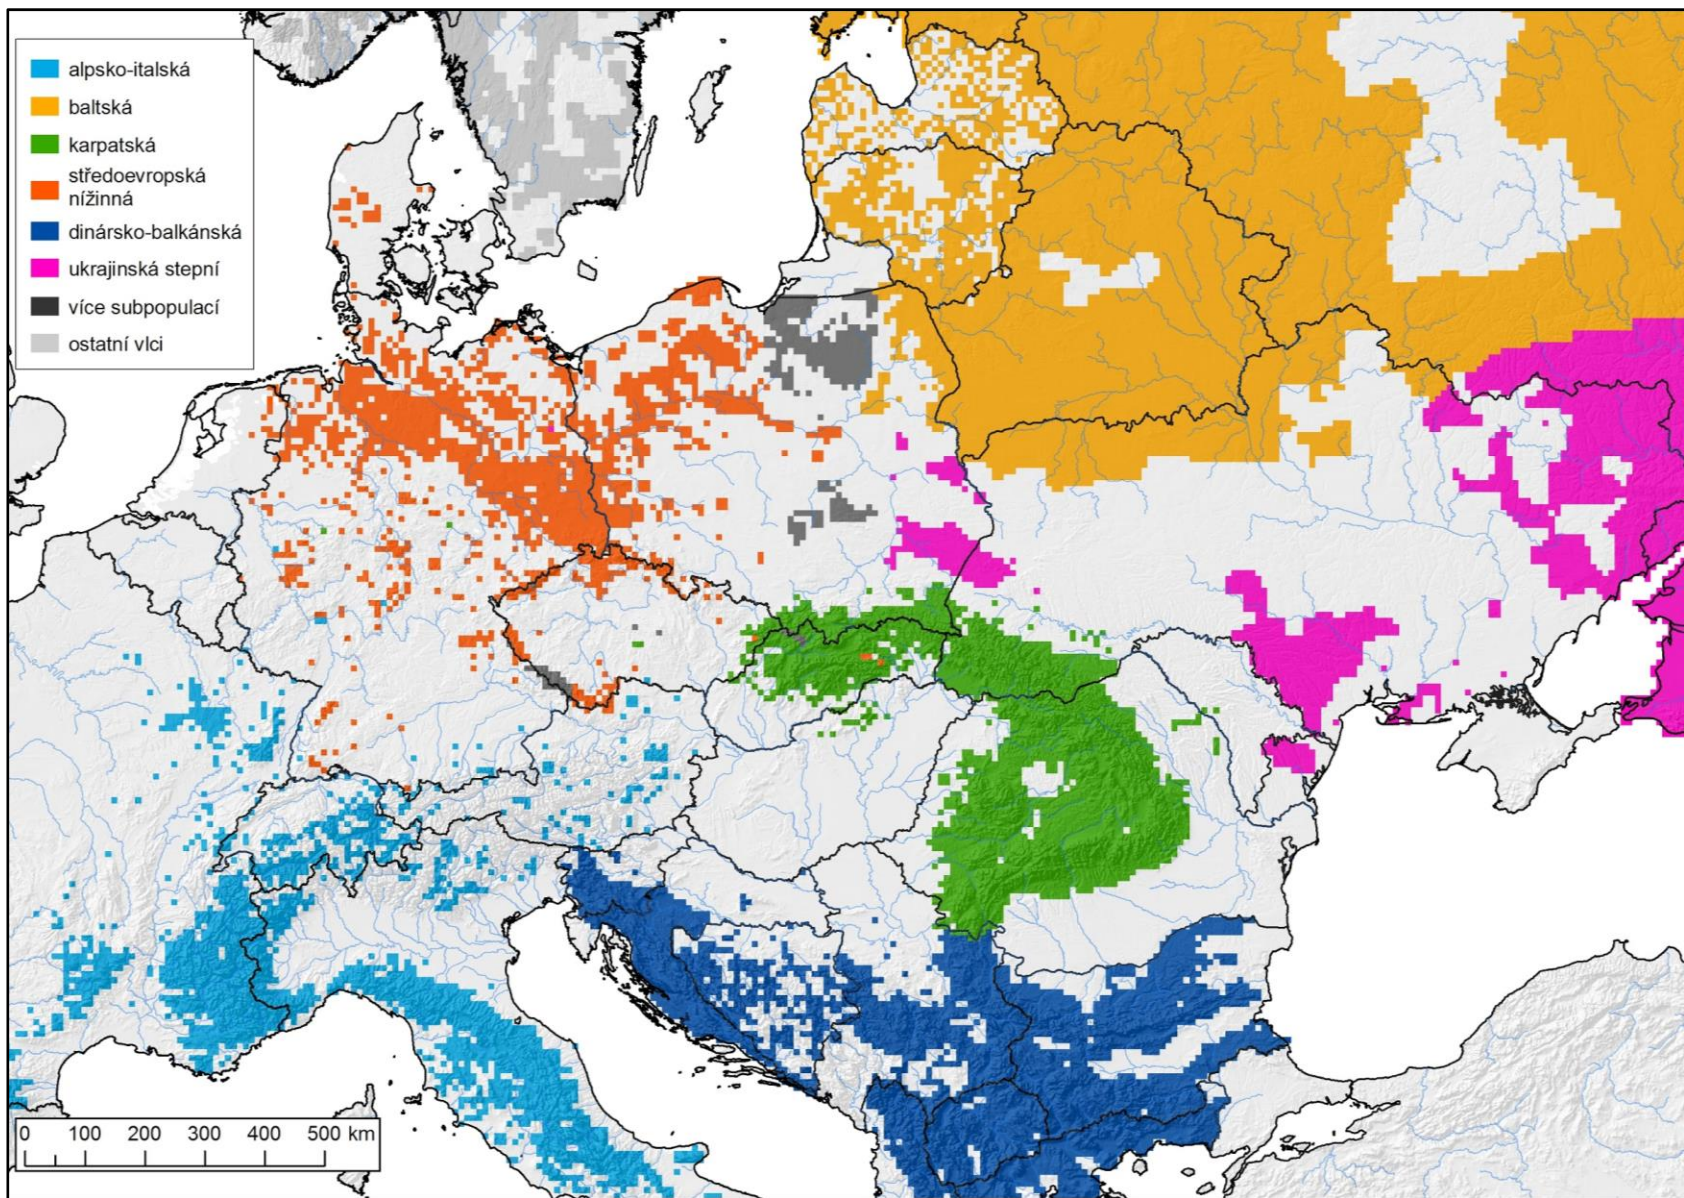 alpsko-italská
baltská
karpatská
středoevropská
nížinná
dinársko-balkánská
ukrajinská stepní
více subpopulací
ostatní vlci
0 100 200 300 400 500 km